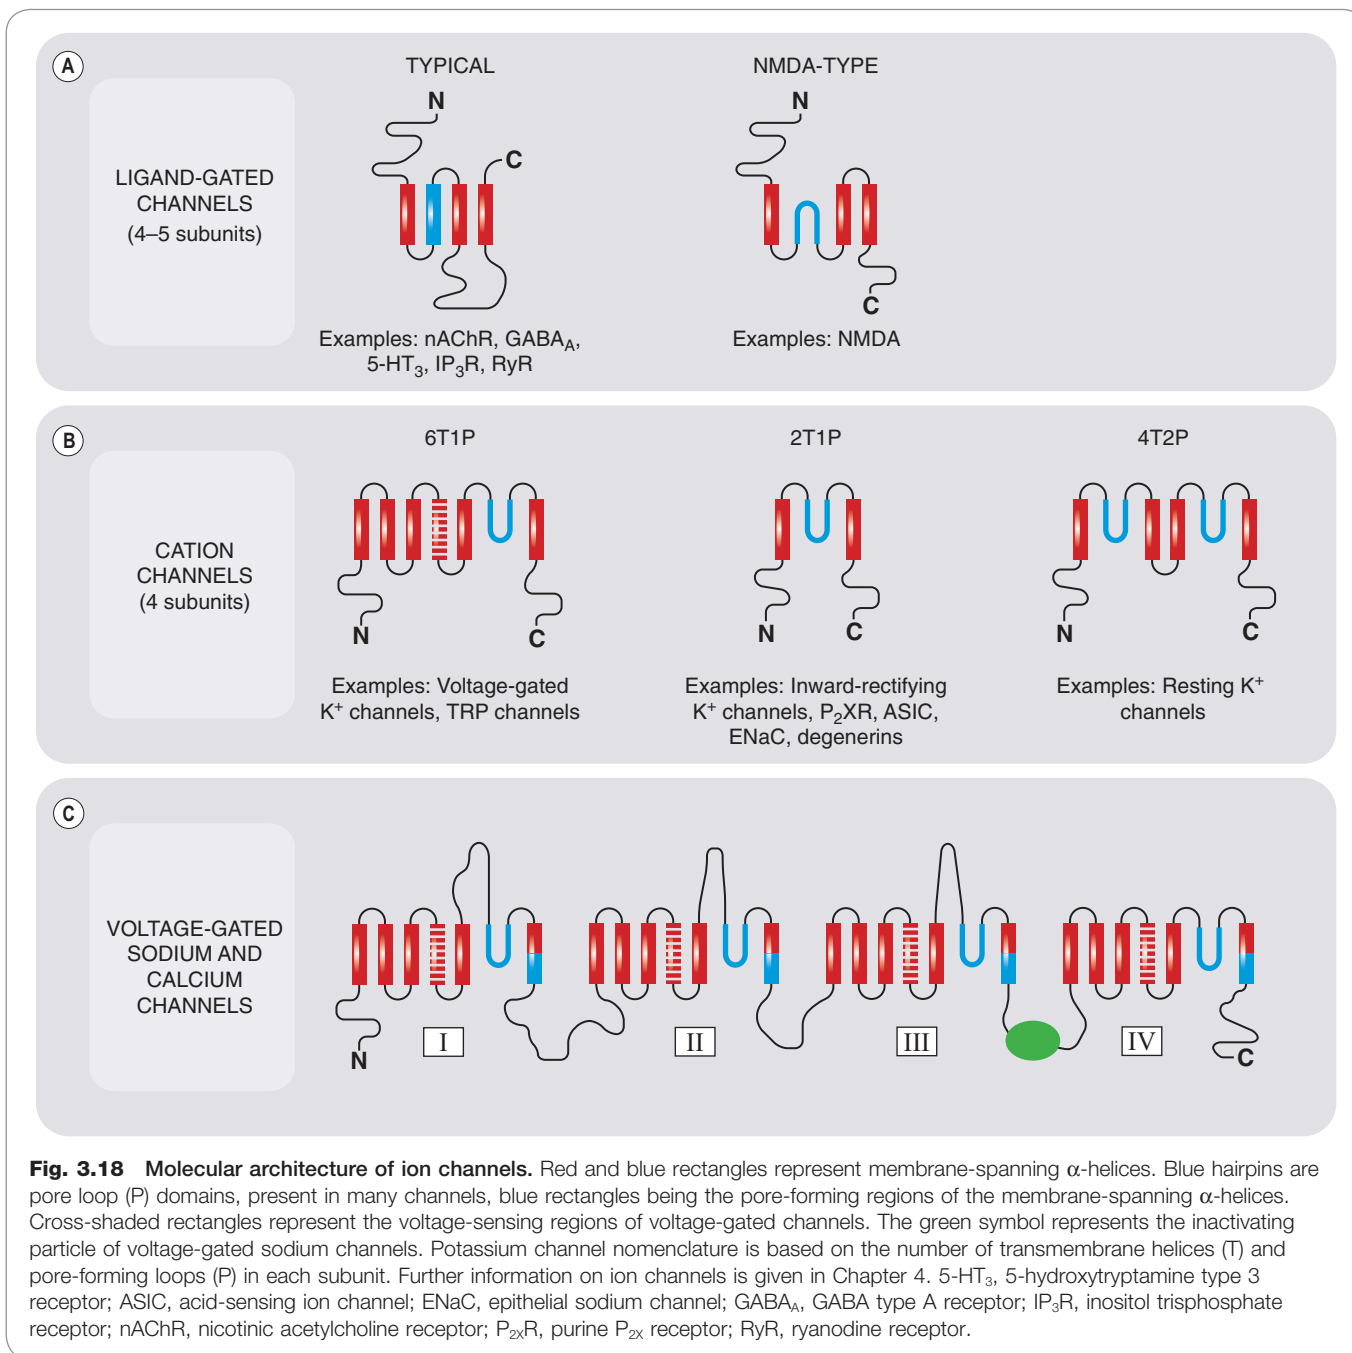 A
TYPICAL
NMDA-TYPE
N
N
C
LIGAND-GATED
CHANNELS
(4–5 subunits)
C
Examples: nAChR, GABA_A,
5-HT_3, IP_3R, RyR
Examples: NMDA
B
6T1P
2T1P
4T2P
CATION
CHANNELS
(4 subunits)
N
C
N
C
N
C
Examples: Voltage-gated
K⁺ channels, TRP channels
Examples: Inward-rectifying
K⁺ channels, P₂XR, ASIC,
ENaC, degenerins
Examples: Resting K⁺
channels
C
VOLTAGE-GATED
SODIUM AND
CALCIUM
CHANNELS
N
I
II
III
IV
C
Fig. 3.18 Molecular architecture of ion channels. Red and blue rectangles represent membrane-spanning α-helices. Blue hairpins are
pore loop (P) domains, present in many channels, blue rectangles being the pore-forming regions of the membrane-spanning α-helices.
Cross-shaded rectangles represent the voltage-sensing regions of voltage-gated channels. The green symbol represents the inactivating
particle of voltage-gated sodium channels. Potassium channel nomenclature is based on the number of transmembrane helices (T) and
pore-forming loops (P) in each subunit. Further information on ion channels is given in Chapter 4. 5-HT₃, 5-hydroxytryptamine type 3
receptor; ASIC, acid-sensing ion channel; ENaC, epithelial sodium channel; GABA_A, GABA type A receptor; IP₃R, inositol trisphosphate
receptor; nAChR, nicotinic acetylcholine receptor; P_2XR, purine P_2X receptor; RyR, ryanodine receptor.